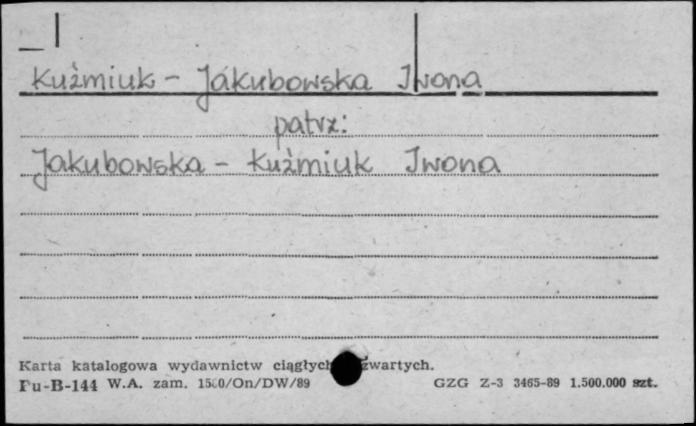 Kuźmiuk - Jakubowska Iwona
patrz:
Jakubowska - Kuźmiuk Iwona
Karta katalogowa wydawnictw ciągłych zwartych.
Pu-B-144 W.A. zam. 1500/On/DW/89 GZG Z-3 3465-89 1.500.000 szt.